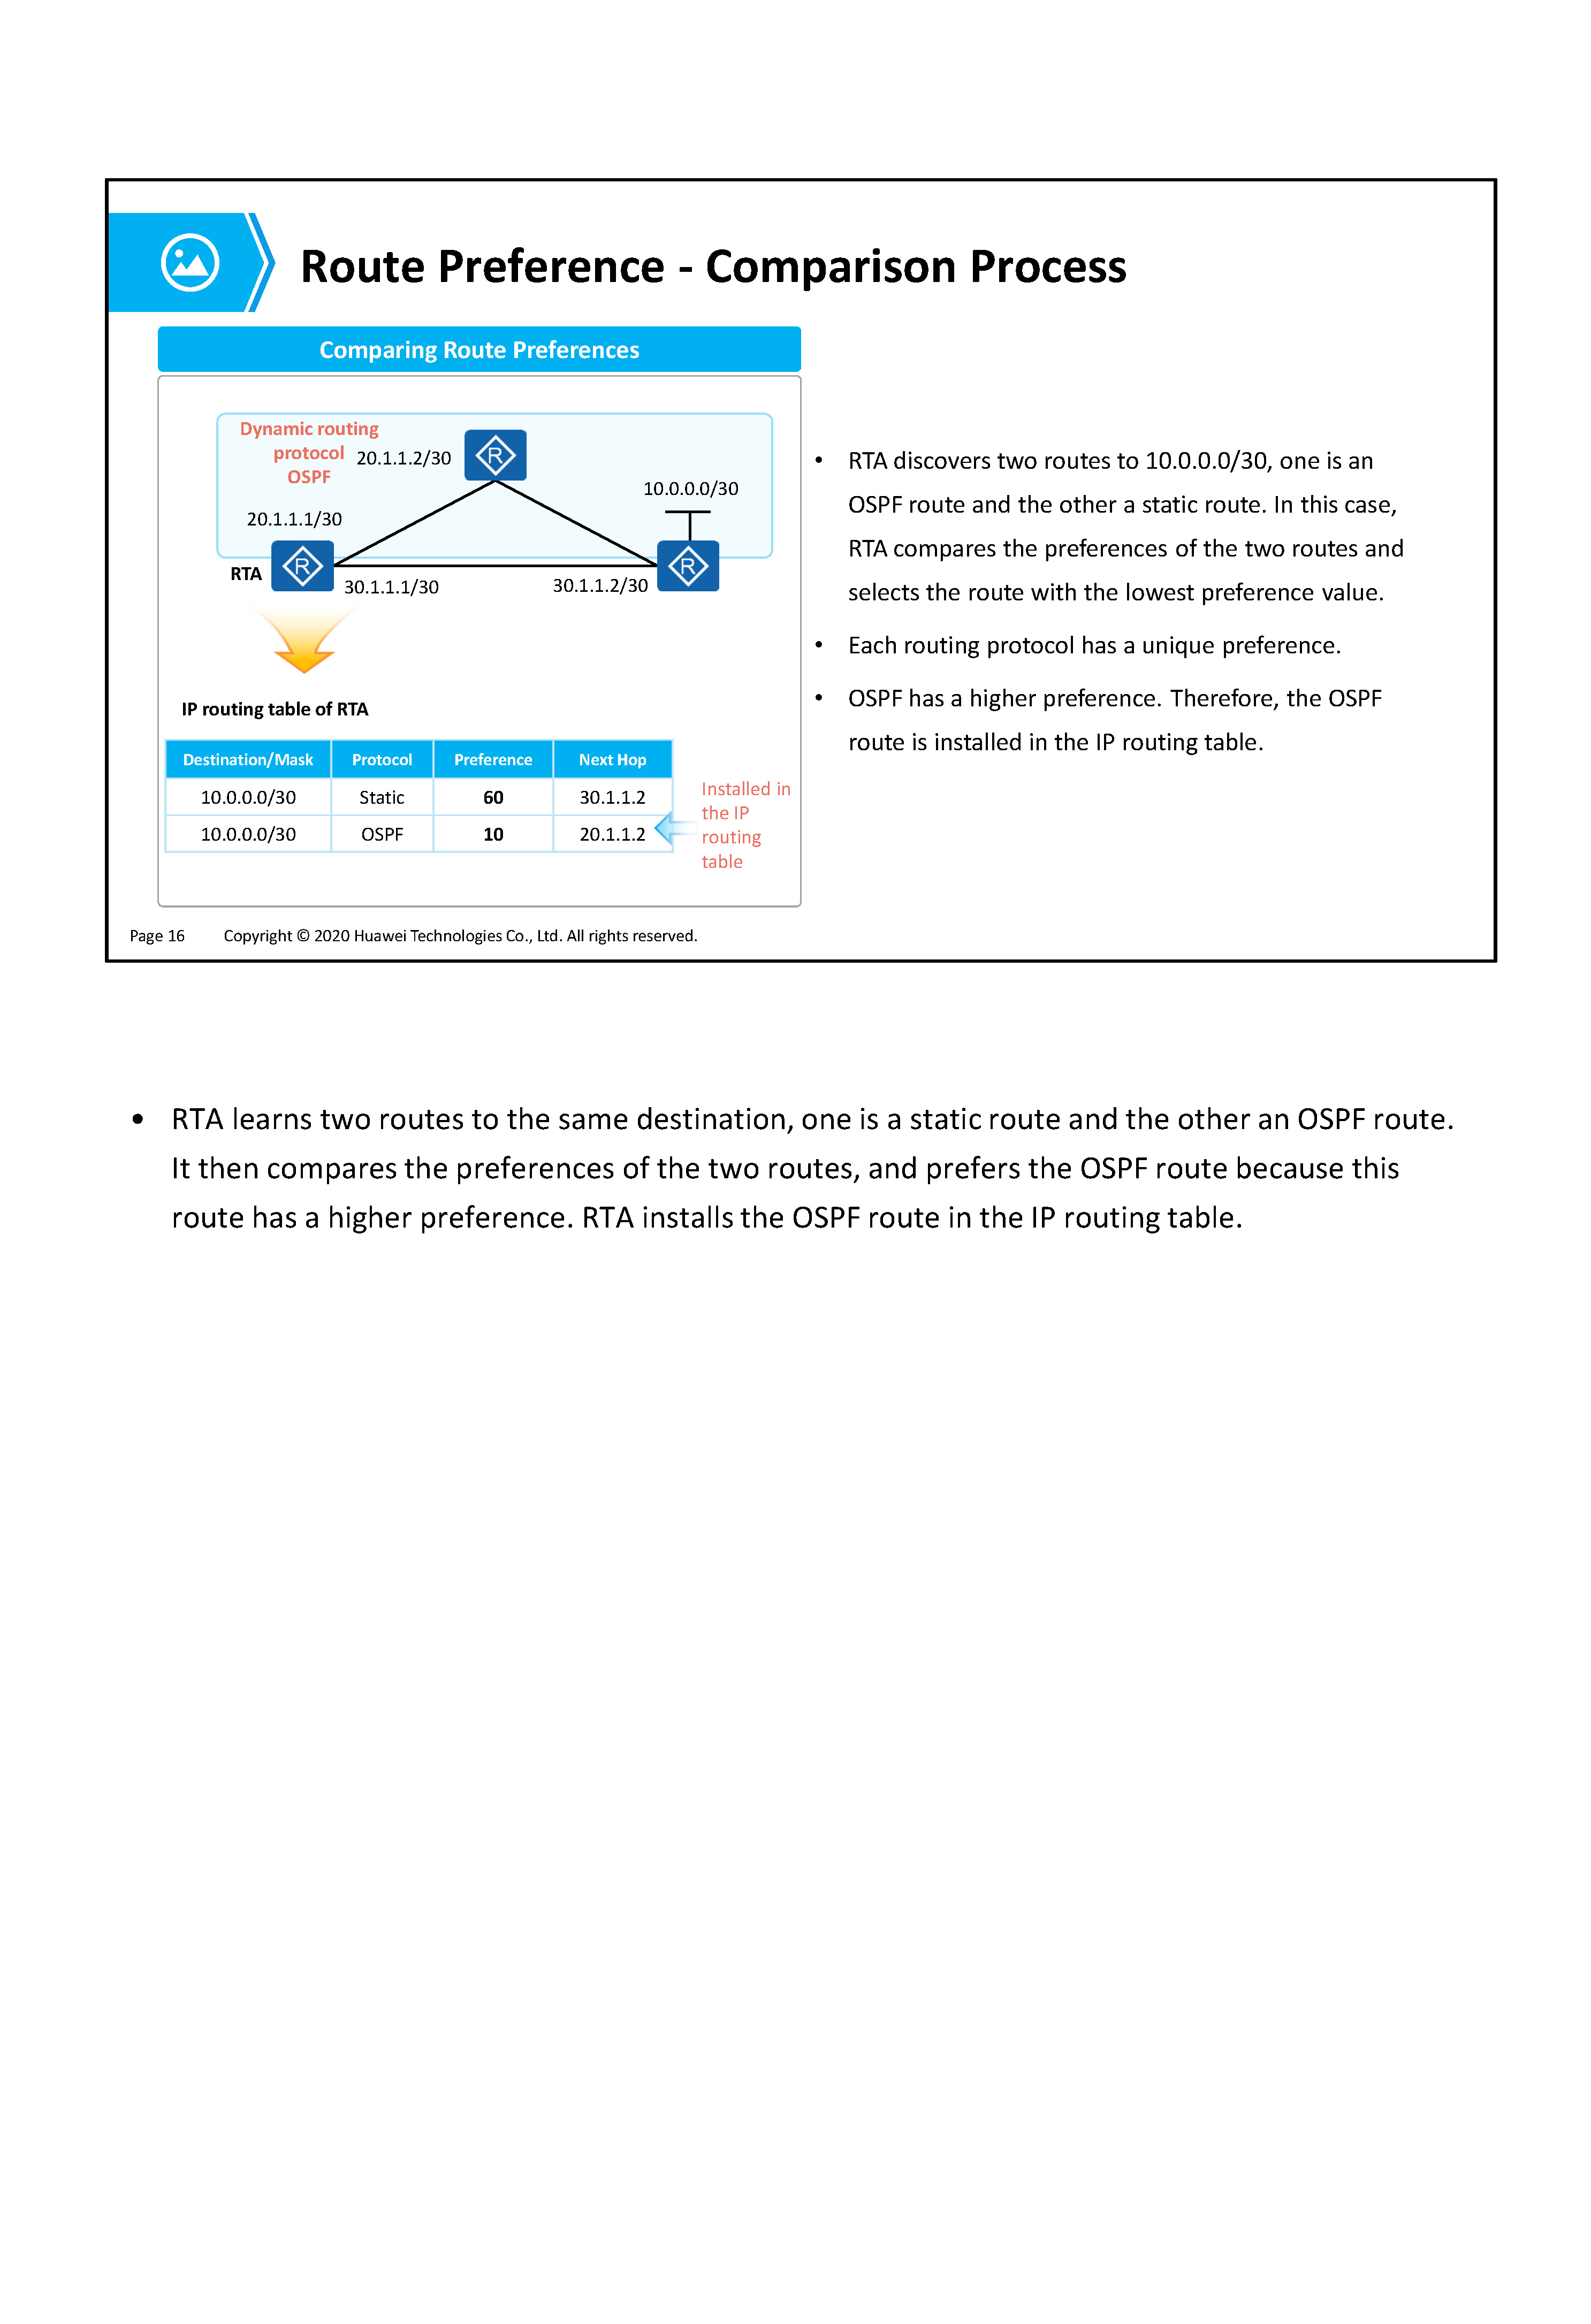 Route Preference - Comparison Process
Comparing Route Preferences
Dynamic routing
protocol
OSPF
20.1.1.2/30
10.0.0.0/30
20.1.1.1/30
RTA
30.1.1.1/30
30.1.1.2/30
IP routing table of RTA
Destination/Mask Protocol Preference Next Hop
10.0.0.0/30 Static 60 30.1.1.2
10.0.0.0/30 OSPF 10 20.1.1.2
Installed in
the IP
routing
table
• RTA discovers two routes to 10.0.0.0/30, one is an
OSPF route and the other a static route. In this case,
RTA compares the preferences of the two routes and
selects the route with the lowest preference value.
• Each routing protocol has a unique preference.
• OSPF has a higher preference. Therefore, the OSPF
route is installed in the IP routing table.
Page 16 Copyright © 2020 Huawei Technologies Co., Ltd. All rights reserved.
• RTA learns two routes to the same destination, one is a static route and the other an OSPF route.
It then compares the preferences of the two routes, and prefers the OSPF route because this
route has a higher preference. RTA installs the OSPF route in the IP routing table.